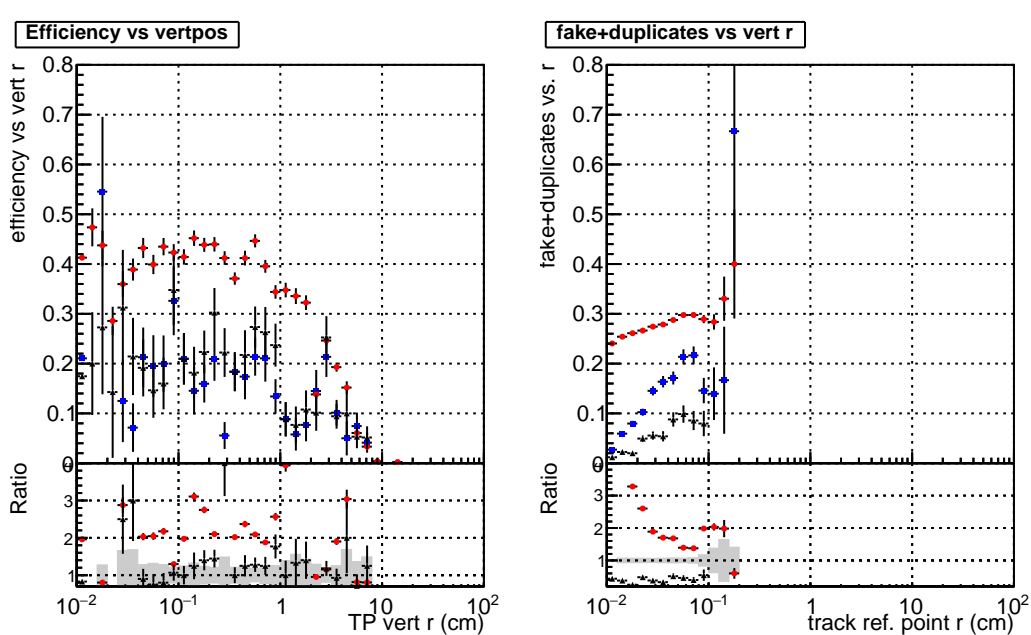 Efficiency vs vertpos
efficiency vs vert r
0.8
0.7
0.6
0.5
0.4
0.3
0.2
0.1
0
Ratio
3
2
1
10⁻² 10⁻¹ 1 10 10²
TP vert r (cm)
fake+duplicates vs vert r
fake+duplicates vs. r
0.8
0.7
0.6
0.5
0.4
0.3
0.2
0.1
0
Ratio
3
2
1
10⁻² 10⁻¹ 1 10 10²
track ref. point r (cm)